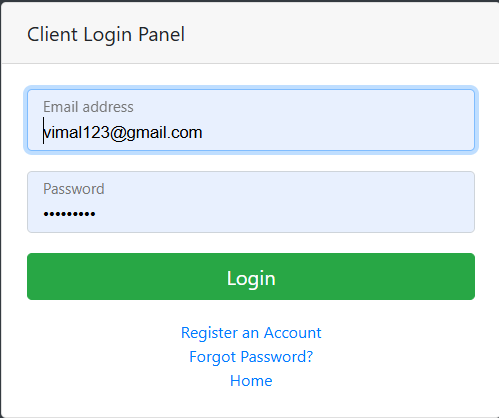 Client Login Panel
Email address
vimal123@gmail.com
Password
•••••••••
Login
Register an Account
Forgot Password?
Home